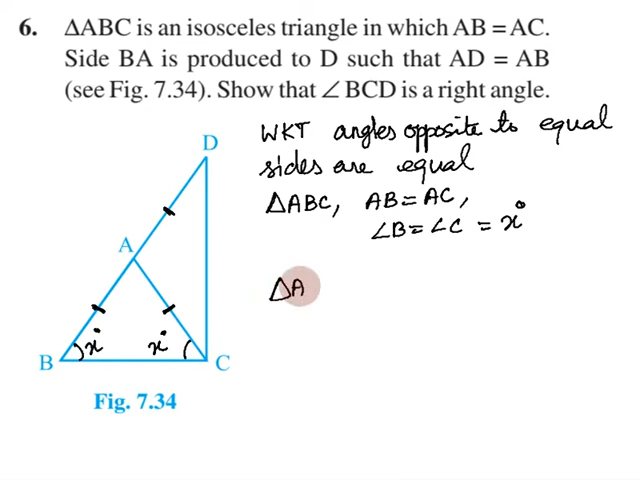 6. ΔABC is an isosceles triangle in which AB = AC.
Side BA is produced to D such that AD = AB
(see Fig. 7.34). Show that ∠ BCD is a right angle.
WKT angles opposite to equal
sides are equal
ΔABC, AB = AC,
∠B = ∠C = x°
ΔA
D
A
x° x°
B C
Fig. 7.34